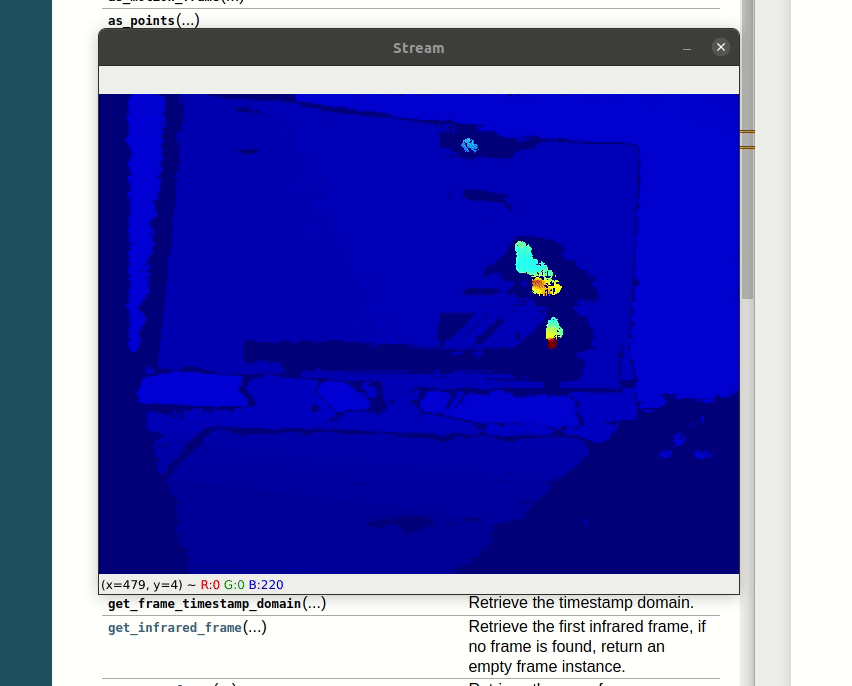 as_motion_frame(...)
as_points(...)
Stream
(x=479, y=4) ~ R:0 G:0 B:220
get_frame_timestamp_domain(...) Retrieve the timestamp domain.
get_infrared_frame(...) Retrieve the first infrared frame, if
no frame is found, return an
empty frame instance.